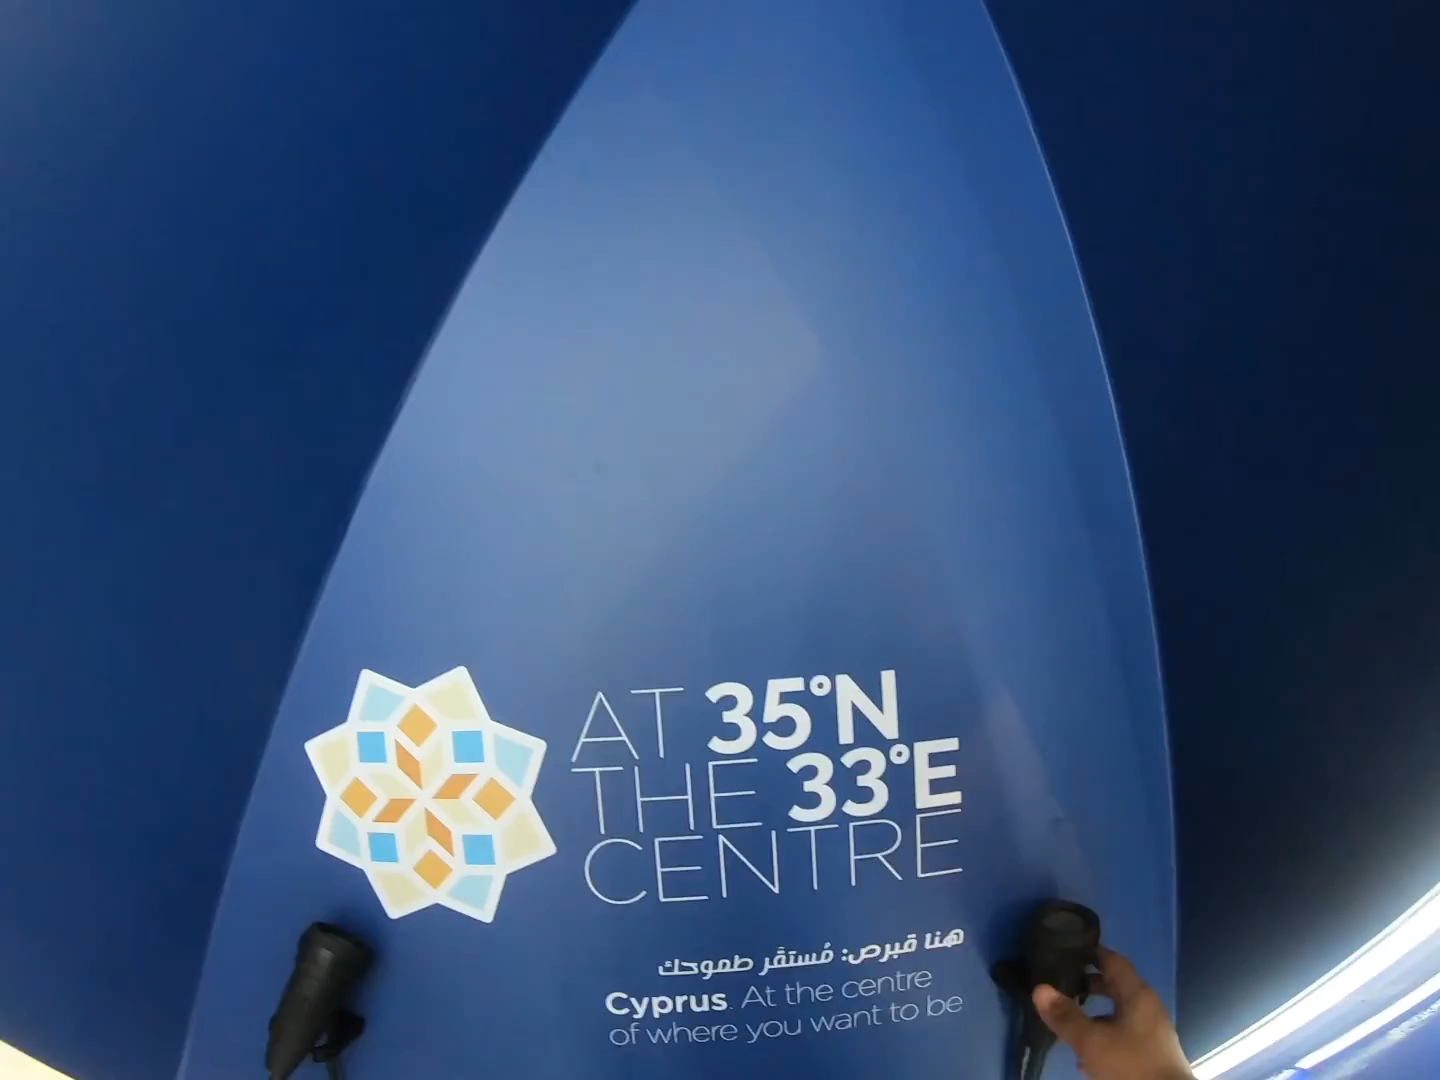 AT 35°N
THE 33°E
CENTRE
هنا قبرص: مُستقَر طموحك
Cyprus. At the centre
of where you want to be